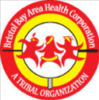 Bristol Bay Area Health Corporation
A TRIBAL ORGANIZATION